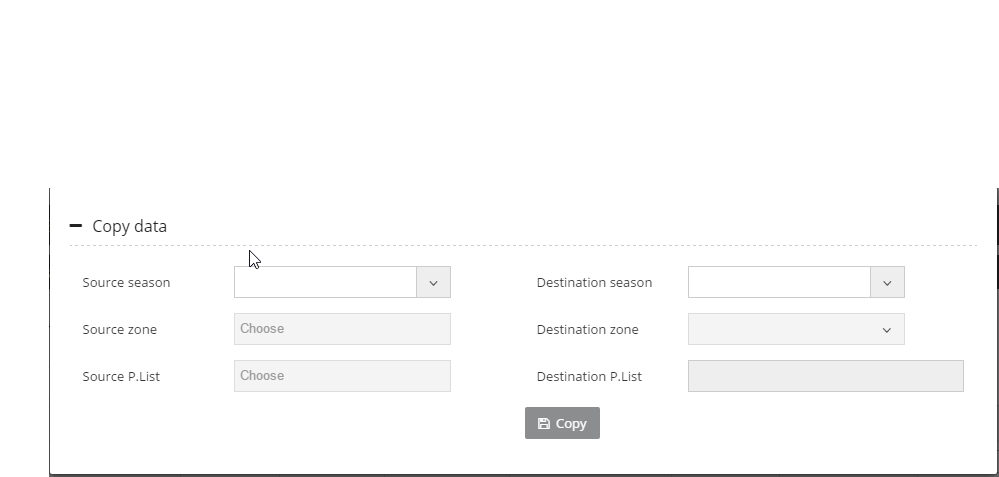 Copy data
Source season
Destination season
Source zone
Choose
Destination zone
Source P.List
Choose
Destination P.List
Copy